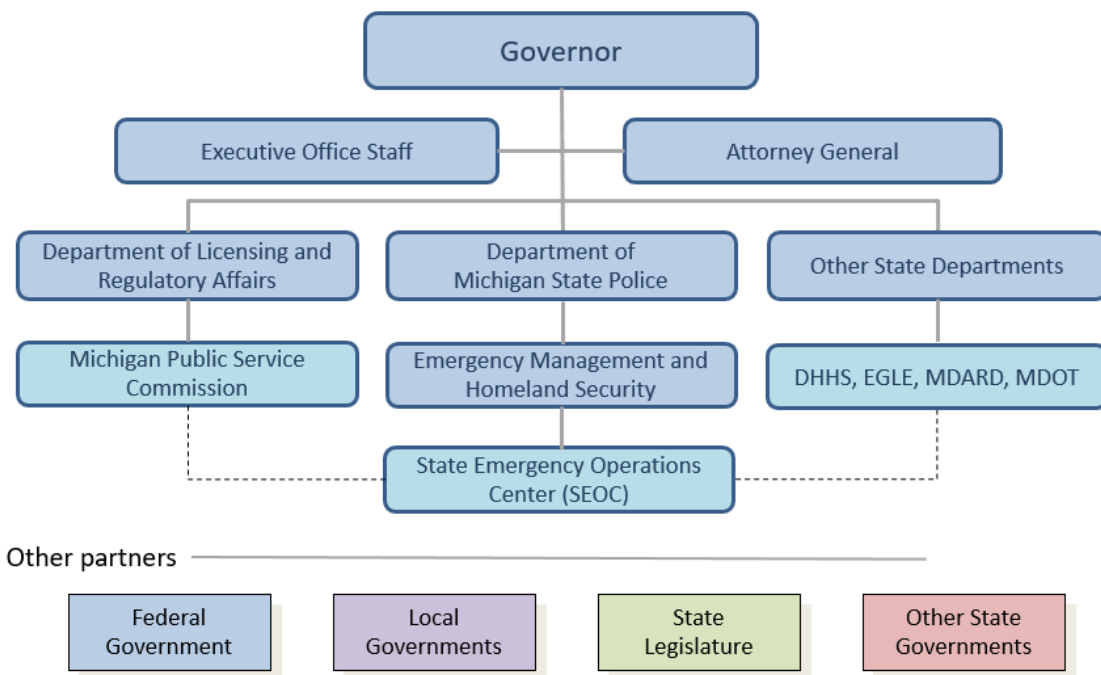 Governor
Executive Office Staff
Attorney General
Department of Licensing and
Regulatory Affairs
Department of
Michigan State Police
Other State Departments
Michigan Public Service
Commission
Emergency Management and
Homeland Security
DHHS, EGLE, MDARD, MDOT
State Emergency Operations
Center (SEOC)
Other partners
Federal
Government
Local
Governments
State
Legislature
Other State
Governments